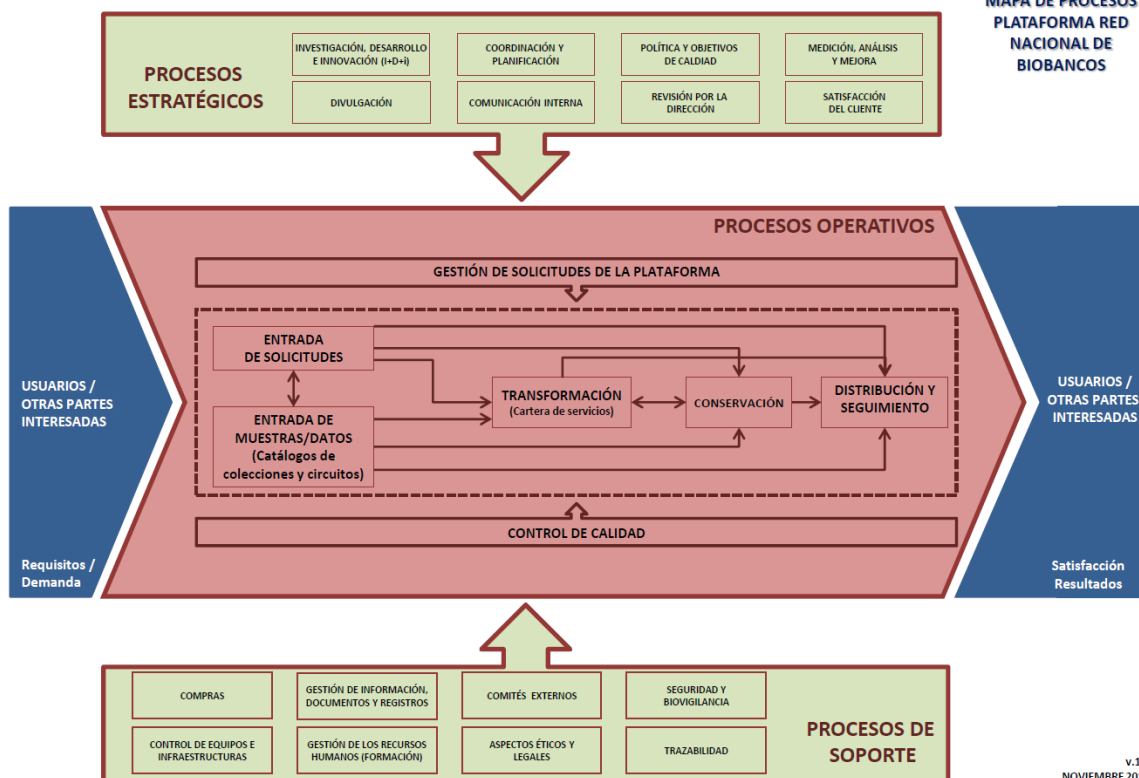 MAPA DE PROCESOS
PLATAFORMA RED
NACIONAL DE
BIOBANCOS
PROCESOS
ESTRATÉGICOS
INVESTIGACIÓN, DESARROLLO
E INNOVACIÓN (I+D+i)
COORDINACIÓN Y
PLANIFICACIÓN
POLÍTICA Y OBJETIVOS
DE CALDIAD
MEDICIÓN, ANÁLISIS
Y MEJORA
DIVULGACIÓN
COMUNICACIÓN INTERNA
REVISIÓN POR LA
DIRECCIÓN
SATISFACCIÓN
DEL CLIENTE
PROCESOS OPERATIVOS
GESTIÓN DE SOLICITUDES DE LA PLATAFORMA
USUARIOS /
OTRAS PARTES
INTERESADAS
Requisitos /
Demanda
ENTRADA
DE SOLICITUDES
ENTRADA DE
MUESTRAS/DATOS
(Catálogos de
colecciones y circuitos)
TRANSFORMACIÓN
(Cartera de servicios)
CONSERVACIÓN
DISTRIBUCIÓN Y
SEGUIMIENTO
CONTROL DE CALIDAD
USUARIOS /
OTRAS PARTES
INTERESADAS
Satisfacción
Resultados
COMPRAS
GESTIÓN DE INFORMACIÓN,
DOCUMENTOS Y REGISTROS
COMITÉS EXTERNOS
SEGURIDAD Y
BIOVIGILANCIA
CONTROL DE EQUIPOS E
INFRAESTRUCTURAS
GESTIÓN DE LOS RECURSOS
HUMANOS (FORMACIÓN)
ASPECTOS ÉTICOS Y
LEGALES
TRAZABILIDAD
PROCESOS DE
SOPORTE
v.1
NOVIEMBRE 20